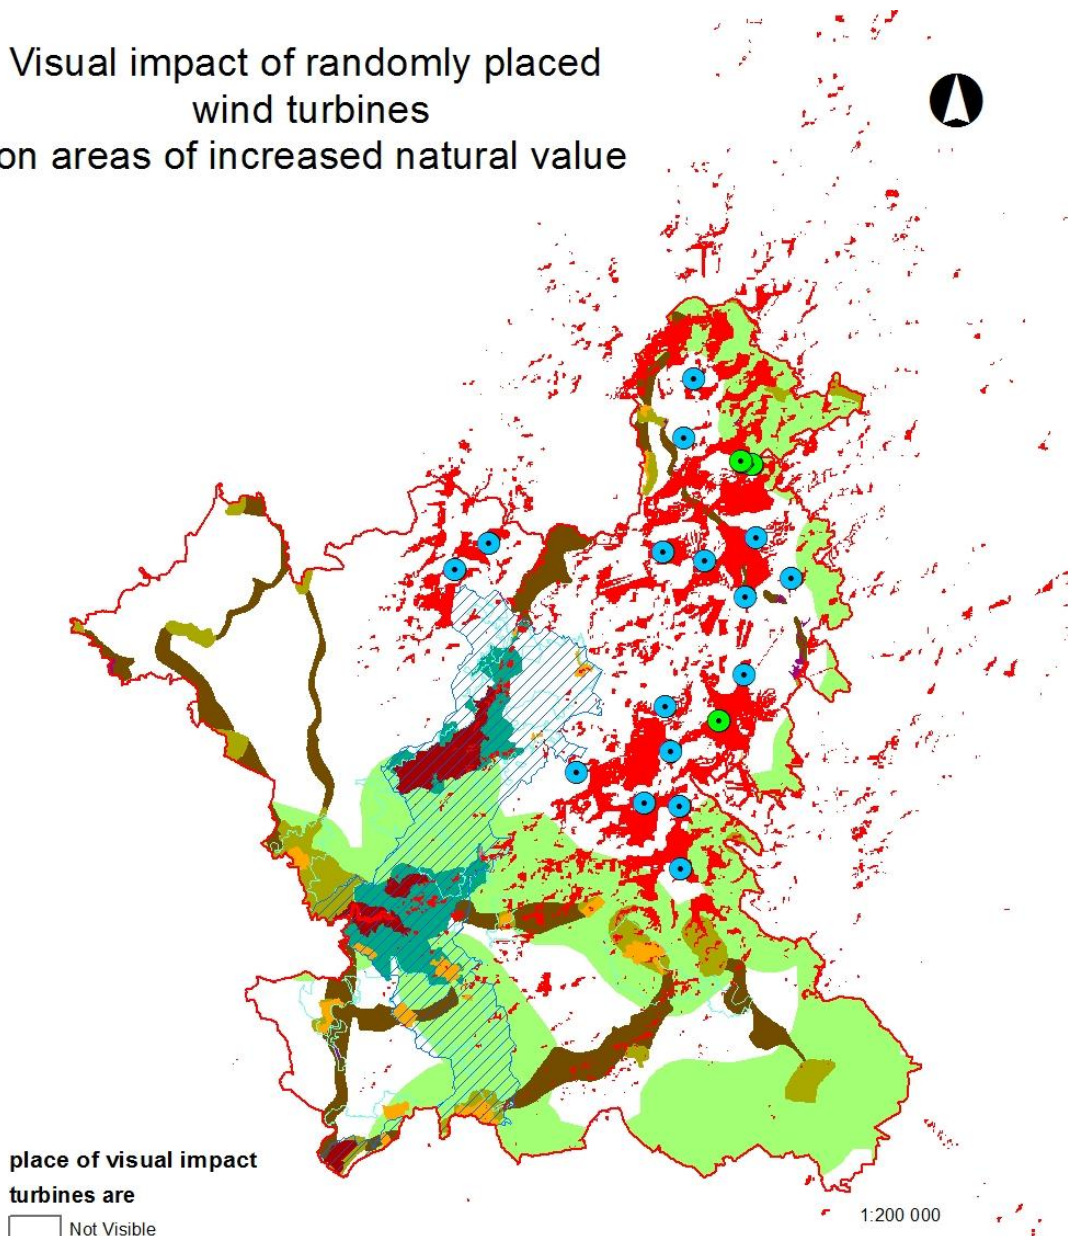 Visual impact of randomly placed
wind turbines
on areas of increased natural value
place of visual impact
turbines are
Not Visible
1:200 000